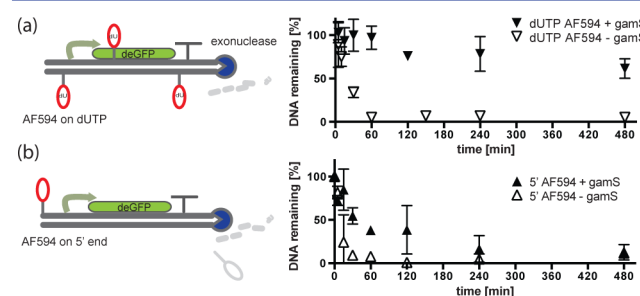 (a)
dU
deGFP
exonuclease
dU
dU
AF594 on dUTP
DNA remaining [%]
100
50
0
dUTP AF594 + gamS
dUTP AF594 - gamS
0 60 120 180 240 300 360 420 480
time [min]
(b)
deGFP
AF594 on 5' end
DNA remaining [%]
100
50
0
5' AF594 + gamS
5' AF594 - gamS
0 60 120 180 240 300 360 420 480
time [min]